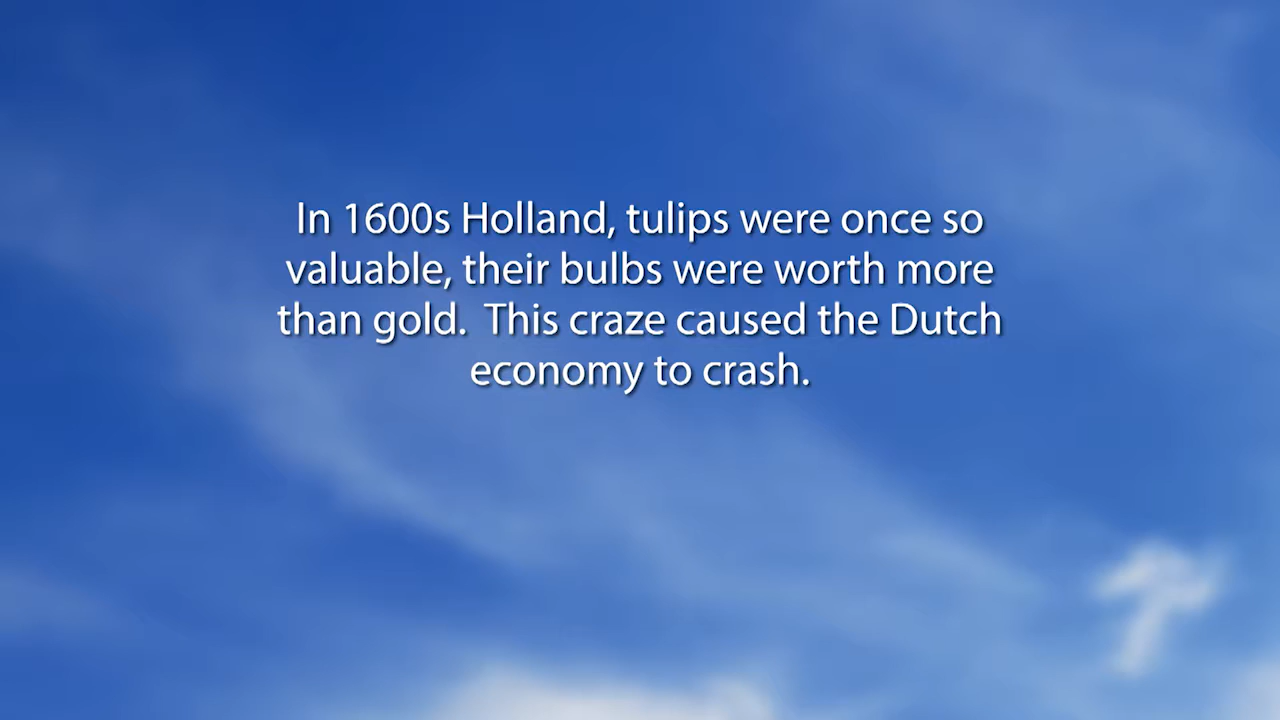 In 1600s Holland, tulips were once so
valuable, their bulbs were worth more
than gold.  This craze caused the Dutch
economy to crash.